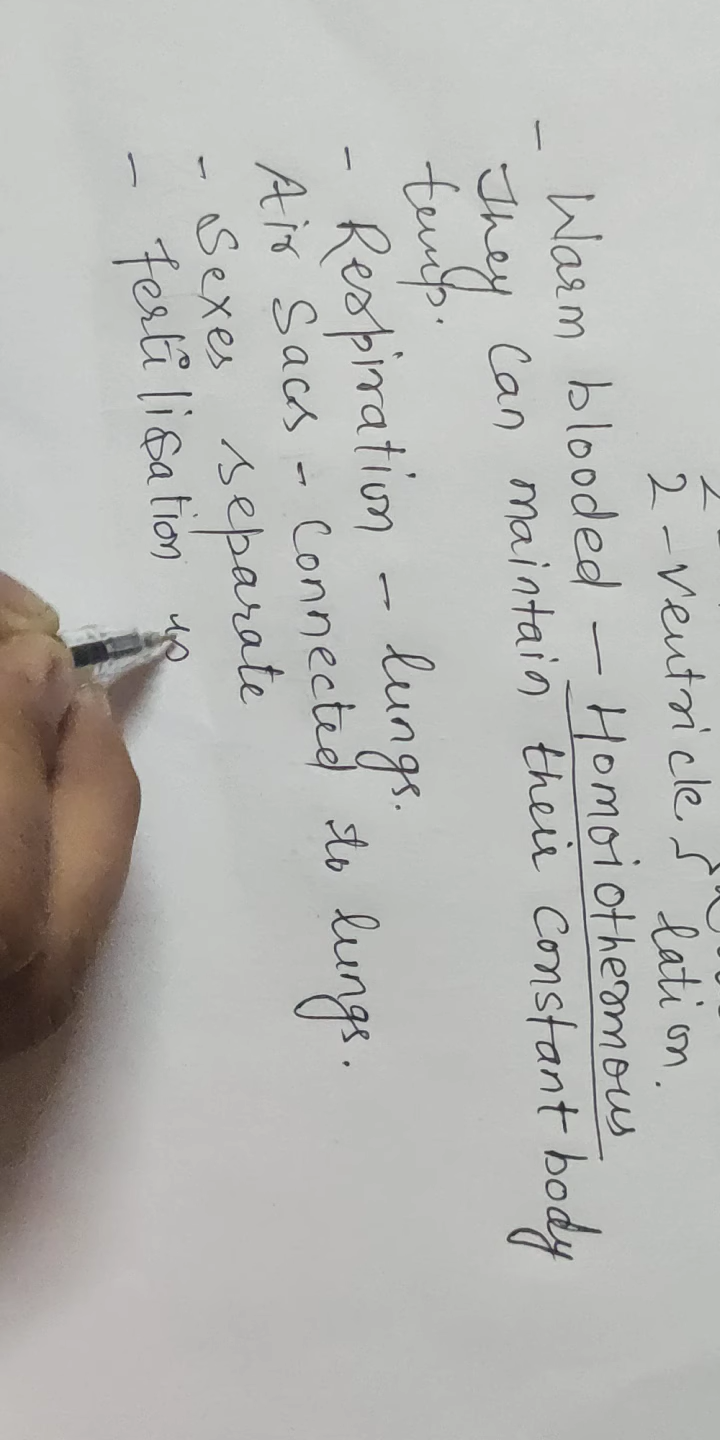 2 - Ventricle }
lation.
- Warm blooded - Homoiothermous
They can maintain their constant body
temp.
- Respiration - lungs.
Air Sacs - Connected to lungs.
- Sexes separate
- fertilisation is